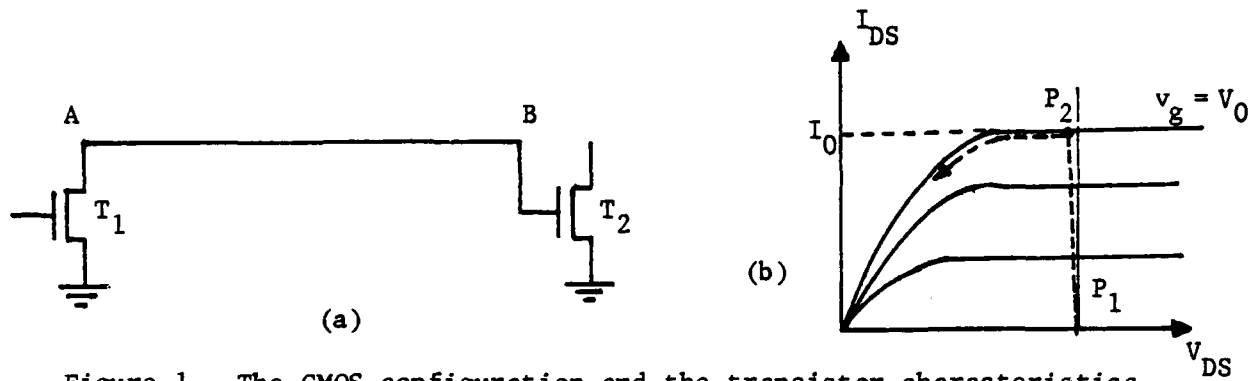 A
B
T1
T2
(a)
IDS
P2
vg = V0
I0
(b)
P1
VDS
Figure 1. The CMOS configuration and the transistor characteristics